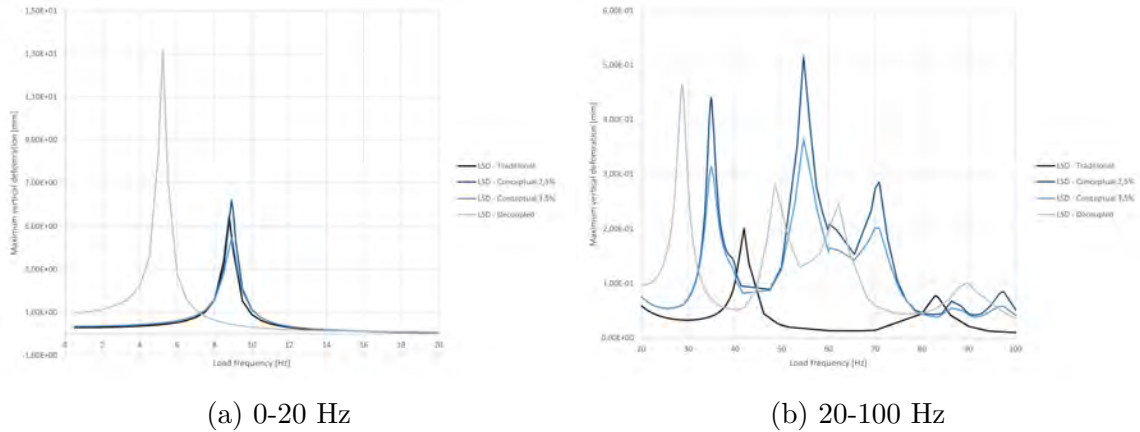 1,50E+01
1,30E+01
1,10E+01
9,00E+00
7,00E+00
5,00E+00
3,00E+00
1,00E+00
-1,00E+00
Maximum vertical deformation [mm]
0 2 4 6 8 10 12 14 16 18 20
Load frequency [Hz]
LSD - Traditional
LSD - Conceptual 2,5%
LSD - Conceptual 3,5%
LSD - Decoupled
(a) 0-20 Hz
6,00E-01
5,00E-01
4,00E-01
3,00E-01
2,00E-01
1,00E-01
0,00E+00
Maximum vertical deformation [mm]
20 30 40 50 60 70 80 90 100
Load frequency [Hz]
LSD - Traditional
LSD - Conceptual 2,5%
LSD - Conceptual 3,5%
LSD - Decoupled
(b) 20-100 Hz